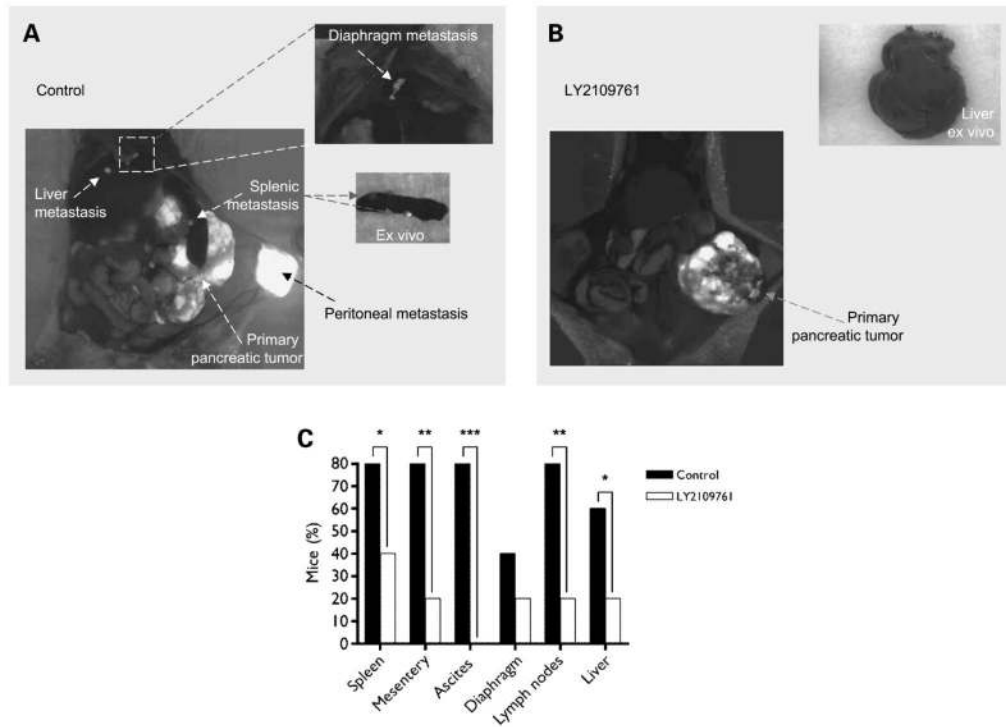 A
Control
Diaphragm metastasis
Liver
metastasis
Splenic
metastasis
Ex vivo
Peritoneal metastasis
Primary
pancreatic tumor
B
LY2109761
Liver
ex vivo
Primary
pancreatic tumor
C
* ** *** ** *
Control
LY2109761
Mice (%)
80
70
60
50
40
30
20
10
0
Spleen
Mesentery
Ascites
Diaphragm
Lymph nodes
Liver